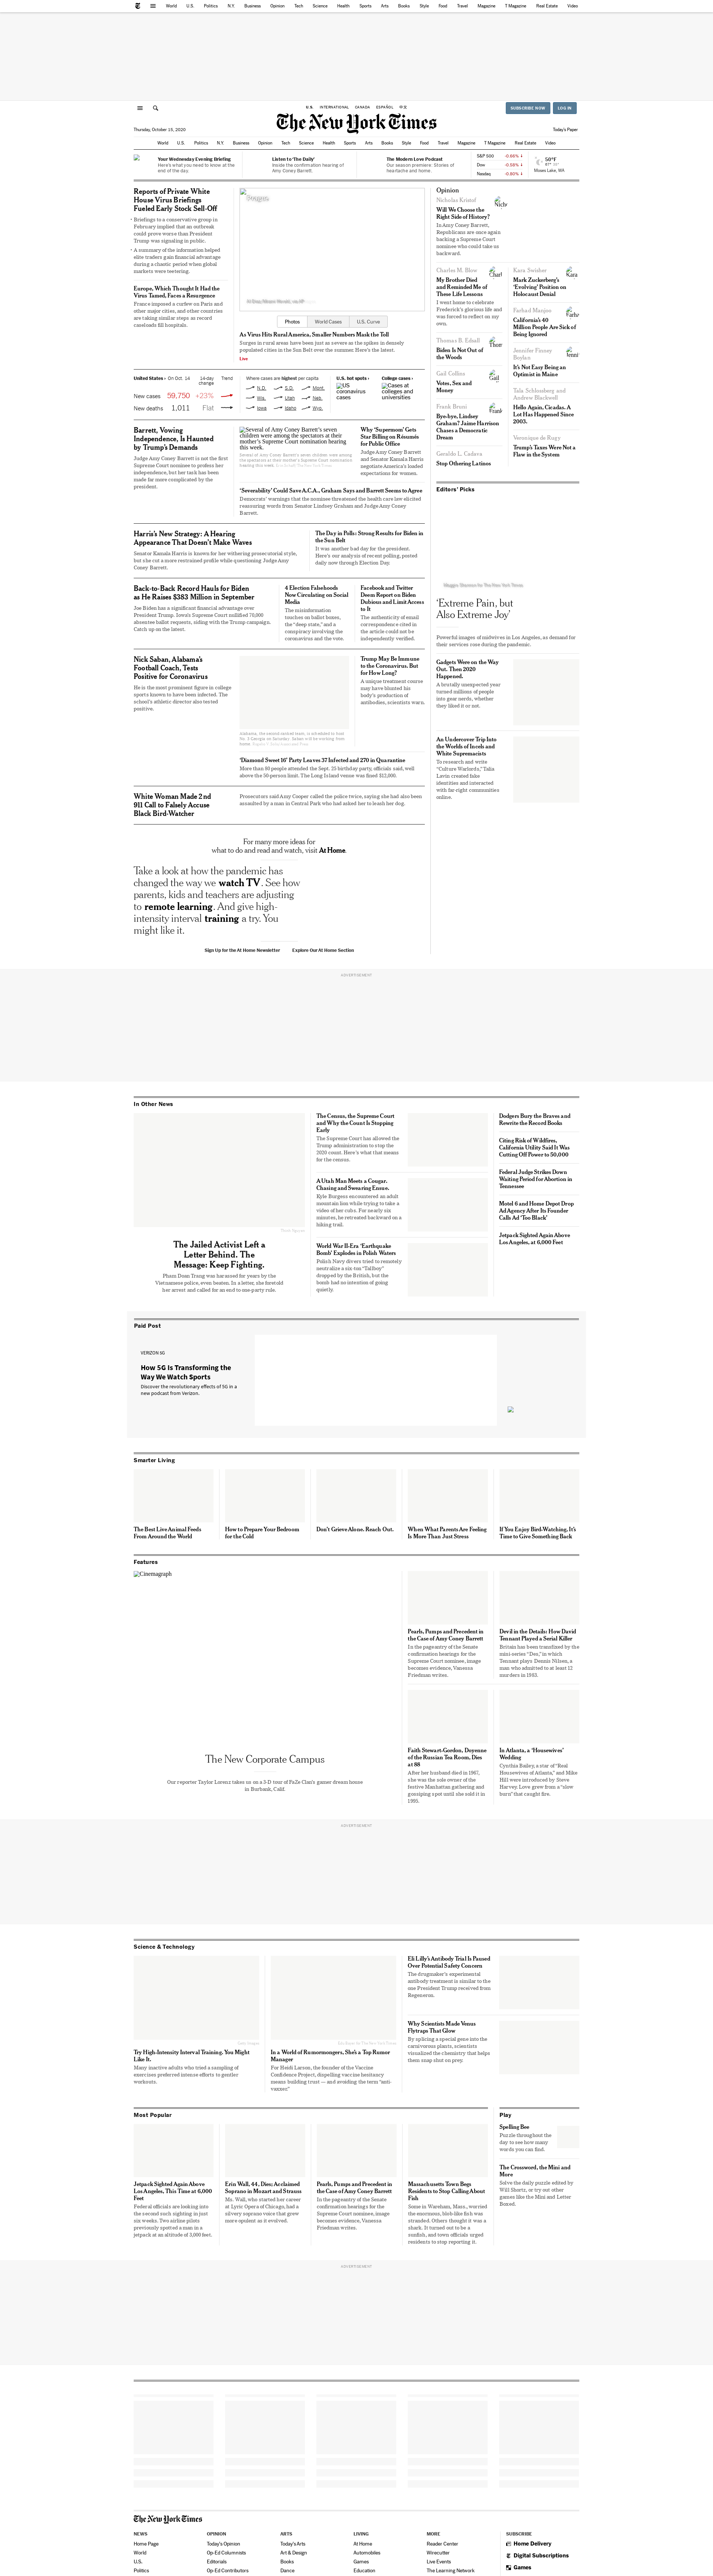 World U.S. Politics N.Y. Business Opinion Tech Science Health Sports Arts Books Style Food Travel Magazine T Magazine Real Estate Video
U.S. INTERNATIONAL CANADA ESPAÑOL 中文
SUBSCRIBE NOW LOG IN
The New York Times
Thursday, October 15, 2020
Today's Paper
World U.S. Politics N.Y. Business Opinion Tech Science Health Sports Arts Books Style Food Travel Magazine T Magazine Real Estate Video
Your Wednesday Evening Briefing
Here's what you need to know at the
end of the day.
Listen to 'The Daily'
Inside the confirmation hearing of
Amy Coney Barrett.
The Modern Love Podcast
Our season premiere: Stories of
heartache and home.
S&P 500 -0.66% ↓
Dow -0.58% ↓
Nasdaq -0.80% ↓
50°F
Moses Lake, WA
Reports of Private White
House Virus Briefings
Fueled Early Stock Sell-Off
• Briefings to a conservative group in
February implied that an outbreak
could prove worse than President
Trump was signaling in public.
• A summary of the information helped
elite traders gain financial advantage
during a chaotic period when global
markets were teetering.
Europe, Which Thought It Had the
Virus Tamed, Faces a Resurgence
France imposed a curfew on Paris and
other major cities, and other countries
are taking similar steps as record
caseloads fill hospitals.
Images
Photos World Cases U.S. Curve
As Virus Hits Rural America, Smaller Numbers Mask the Toll
Surges in rural areas have been just as severe as the spikes in densely
populated cities in the Sun Belt over the summer. Here's the latest.
Live
United States › On Oct. 14 14-day
change Trend
New cases 59,750 +23%
New deaths 1,011 Flat
Where cases are highest per capita
N.D. S.D. Mont.
Wis. Utah Neb.
Iowa Idaho Wyo.
U.S. hot spots ›
US
coronavirus
cases
College cases ›
Cases at
colleges and
universities
Barrett, Vowing
Independence, Is Haunted
by Trump's Demands
Judge Amy Coney Barrett is not the first
Supreme Court nominee to profess her
independence, but her task has been
made far more complicated by the
president.
Several of Amy Coney Barrett's seven
children were among the spectators at their
mother's Supreme Court nomination hearing
this week.
Several of Amy Coney Barrett's seven children were among
the spectators at their mother's Supreme Court nomination
hearing this week.
Why 'Supermom' Gets
Star Billing on Résumés
for Public Office
Judge Amy Coney Barrett
and Senator Kamala Harris
negotiate America's loaded
expectations for women.
'Severability' Could Save A.C.A., Graham Says and Barrett Seems to Agree
Democrats' warnings that the nominee threatened the health care law elicited
reassuring words from Senator Lindsey Graham and Judge Amy Coney
Barrett.
Harris's New Strategy: A Hearing
Appearance That Doesn't Make Waves
Senator Kamala Harris is known for her withering prosecutorial style,
but she cut a more restrained profile while questioning Judge Amy
Coney Barrett.
The Day in Polls: Strong Results for Biden in
the Sun Belt
It was another bad day for the president.
Here's our analysis of recent polling, posted
daily now through Election Day.
Back-to-Back Record Hauls for Biden
as He Raises $383 Million in September
Joe Biden has a significant financial advantage over President
Trump. Iowa's Supreme Court nullified 70,000
absentee ballot requests, siding with the Trump campaign.
Catch up on the latest.
4 Election Falsehoods
Now Circulating on Social
Media
The misinformation
touches on ballot boxes,
the "deep state," and a
conspiracy involving the
coronavirus and the vote.
Facebook and Twitter
Deem Report on Biden
Dubious and Limit Access
to It
The authenticity of email
correspondence cited in
the article could not be
independently verified.
Nick Saban, Alabama's
Football Coach, Tests
Positive for Coronavirus
He is the most prominent figure in college
sports known to have been infected. The
school's athletic director also tested
positive.
Trump May Be Immune
to the Coronavirus. But
for How Long?
A unique treatment course
may have blunted his
body's production of
antibodies, scientists warn.
'Diamond Sweet 16' Party Leaves 37 Infected and 270 in Quarantine
More than 80 people attended the Sept. 25 birthday party, officials said, well
above the 50-person limit. The Long Island venue was fined $12,000.
White Woman Made 2nd
911 Call to Falsely Accuse
Black Bird-Watcher
Prosecutors said Amy Cooper called the police twice, saying she had also been
assaulted by a man in Central Park who had asked her to leash her dog.
For many more ideas for
what to do and read and watch, visit At Home.
Take a look at how the pandemic has
changed the way we watch TV. See how
parents, kids and teachers are adjusting
to remote learning. And give high-
intensity interval training a try. You
might like it.
Sign Up for the At Home Newsletter Explore Our At Home Section
Opinion
Nicholas Kristof
Will We Choose the
Right Side of History?
In Amy Coney Barrett,
Republicans are once again
backing a Supreme Court
nominee who could take us
backward.
Charles M. Blow
My Brother Died
and Reminded Me of
These Life Lessons
I went home to celebrate
Frederick's glorious life and
was forced to reflect on my
own.
Thomas B. Edsall
Biden Is Not Out of
the Woods
Gail Collins
Votes, Sex and
Money
Frank Bruni
Bye-bye, Lindsey
Graham? Jaime Harrison
Chases a Democratic
Dream
Geraldo L. Cadava
Stop Othering Latinos
Kara Swisher
Mark Zuckerberg's
'Evolving' Position on
Holocaust Denial
Farhad Manjoo
California's 40
Million People Are Sick of
Being Ignored
Jennifer Finney
Boylan
It's Not Easy Being an
Optimist in Maine
Tala Schlossberg and
Andrew Blackwell
Hello Again, Cicadas. A
Lot Has Happened Since
2003.
Veronique de Rugy
Trump's Taxes Were Not a
Flaw in the System
Editors' Picks
'Extreme Pain, but
Also Extreme Joy'
Powerful images of midwives in Los Angeles, as demand for
their services rose during the pandemic.
Gadgets Were on the Way
Out. Then 2020
Happened.
A brutally unexpected year
turned millions of people
into gear nerds, whether
they liked it or not.
An Undercover Trip Into
the Worlds of Incels and
White Supremacists
To research and write
"Culture Warlords," Talia
Lavin created fake
identities and interacted
with far-right communities
online.
ADVERTISEMENT
In Other News
The Jailed Activist Left a
Letter Behind. The
Message: Keep Fighting.
Pham Doan Trang was harassed for years by the
Vietnamese police, even beaten. In a letter, she foretold
her arrest and called for an end to one-party rule.
The Census, the Supreme Court
and Why the Count Is Stopping
Early
The Supreme Court has allowed the
Trump administration to stop the
2020 count. Here's what that means
for the census.
A Utah Man Meets a Cougar.
Chasing and Swearing Ensue.
Kyle Burgess encountered an adult
mountain lion while trying to take a
video of her cubs. For nearly six
minutes, he retreated backward on a
hiking trail.
World War II-Era 'Earthquake
Bomb' Explodes in Polish Waters
Polish Navy divers tried to remotely
neutralize a six-ton "Tallboy"
dropped by the British, but the
bomb had no intention of going
quietly.
Dodgers Bury the Braves and
Rewrite the Record Books
Citing Risk of Wildfires,
California Utility Said It Was
Cutting Off Power to 50,000
Federal Judge Strikes Down
Waiting Period for Abortion in
Tennessee
Motel 6 and Home Depot Drop
Ad Agency After Its Founder
Calls Ad 'Too Black'
Jetpack Sighted Again Above
Los Angeles, at 6,000 Feet
Paid Post
VERIZON 5G
How 5G Is Transforming the
Way We Watch Sports
Discover the revolutionary effects of 5G in a
new podcast from Verizon.
Smarter Living
The Best Live Animal Feeds
From Around the World
How to Prepare Your Bedroom
for the Cold
Don't Grieve Alone. Reach Out.
When What Parents Are Feeling
Is More Than Just Stress
If You Enjoy Bird-Watching, It's
Time to Give Something Back
Features
Cinemagraph
The New Corporate Campus
Our reporter Taylor Lorenz takes us on a 3-D tour of FaZe Clan's gamer dream house
in Burbank, Calif.
Pearls, Pumps and Precedent in
the Case of Amy Coney Barrett
In the pageantry of the Senate
confirmation hearings for the
Supreme Court nominee, image
becomes evidence, Vanessa
Friedman writes.
Devil in the Details: How David
Tennant Played a Serial Killer
Britain has been transfixed by the
mini-series "Des," in which
Tennant plays Dennis Nilsen, a
man who admitted to at least 12
murders in 1983.
Faith Stewart-Gordon, Doyenne
of the Russian Tea Room, Dies
at 88
After her husband died in 1967,
she was the sole owner of the
festive Manhattan gathering and
gossiping spot until she sold it in
1995.
In Atlanta, a 'Housewives'
Wedding
Cynthia Bailey, a star of "Real
Housewives of Atlanta," and Mike
Hill were introduced by Steve
Harvey. Love grew from a "slow
burn" that caught fire.
ADVERTISEMENT
Science & Technology
Try High-Intensity Interval Training. You Might
Like It.
Many inactive adults who tried a sampling of
exercises preferred intense efforts to gentler
workouts.
In a World of Rumormongers, She's a Top Rumor
Manager
For Heidi Larson, the founder of the Vaccine
Confidence Project, dispelling vaccine hesitancy
means building trust — and avoiding the term "anti-
vaxxer."
Eli Lilly's Antibody Trial Is Paused
Over Potential Safety Concern
The drugmaker's experimental
antibody treatment is similar to the
one President Trump received from
Regeneron.
Why Scientists Made Venus
Flytraps That Glow
By splicing a special gene into the
carnivorous plants, scientists
visualized the chemistry that helps
them snap shut on prey.
Most Popular
Jetpack Sighted Again Above
Los Angeles, This Time at 6,000
Feet
Federal officials are looking into
the second such sighting in just
six weeks. Two airline pilots
previously spotted a man in a
jetpack at an altitude of 3,000 feet.
Erin Wall, 44, Dies; Acclaimed
Soprano in Mozart and Strauss
Ms. Wall, who started her career
at Lyric Opera of Chicago, had a
silvery soprano voice that grew
more opulent as it evolved.
Pearls, Pumps and Precedent in
the Case of Amy Coney Barrett
In the pageantry of the Senate
confirmation hearings for the
Supreme Court nominee, image
becomes evidence, Vanessa
Friedman writes.
Massachusetts Town Begs
Residents to Stop Calling About
Fish
Some in Wareham, Mass., worried
the enormous, blob-like fish was
stranded. Others thought it was a
shark. It turned out to be a
sunfish, and town officials urged
residents to stop reporting it.
Play
Spelling Bee
Puzzle throughout the
day to see how many
words you can find.
The Crossword, the Mini and
More
Solve the daily puzzle edited by
Will Shortz, or try out other
games like the Mini and Letter
Boxed.
ADVERTISEMENT
The New York Times
NEWS
Home Page
World
U.S.
Politics
OPINION
Today's Opinion
Op-Ed Columnists
Editorials
Op-Ed Contributors
ARTS
Today's Arts
Art & Design
Books
Dance
LIVING
At Home
Automobiles
Games
Education
MORE
Reader Center
Wirecutter
Live Events
The Learning Network
SUBSCRIBE
Home Delivery
Digital Subscriptions
Games